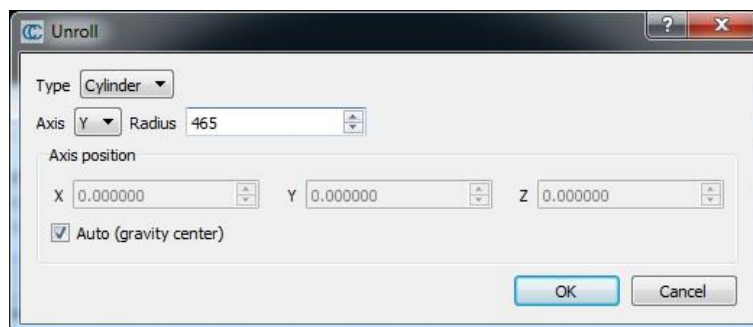 Unroll
Type Cylinder
Axis Y Radius 465
Axis position
X 0.000000 Y 0.000000 Z 0.000000
Auto (gravity center)
OK Cancel